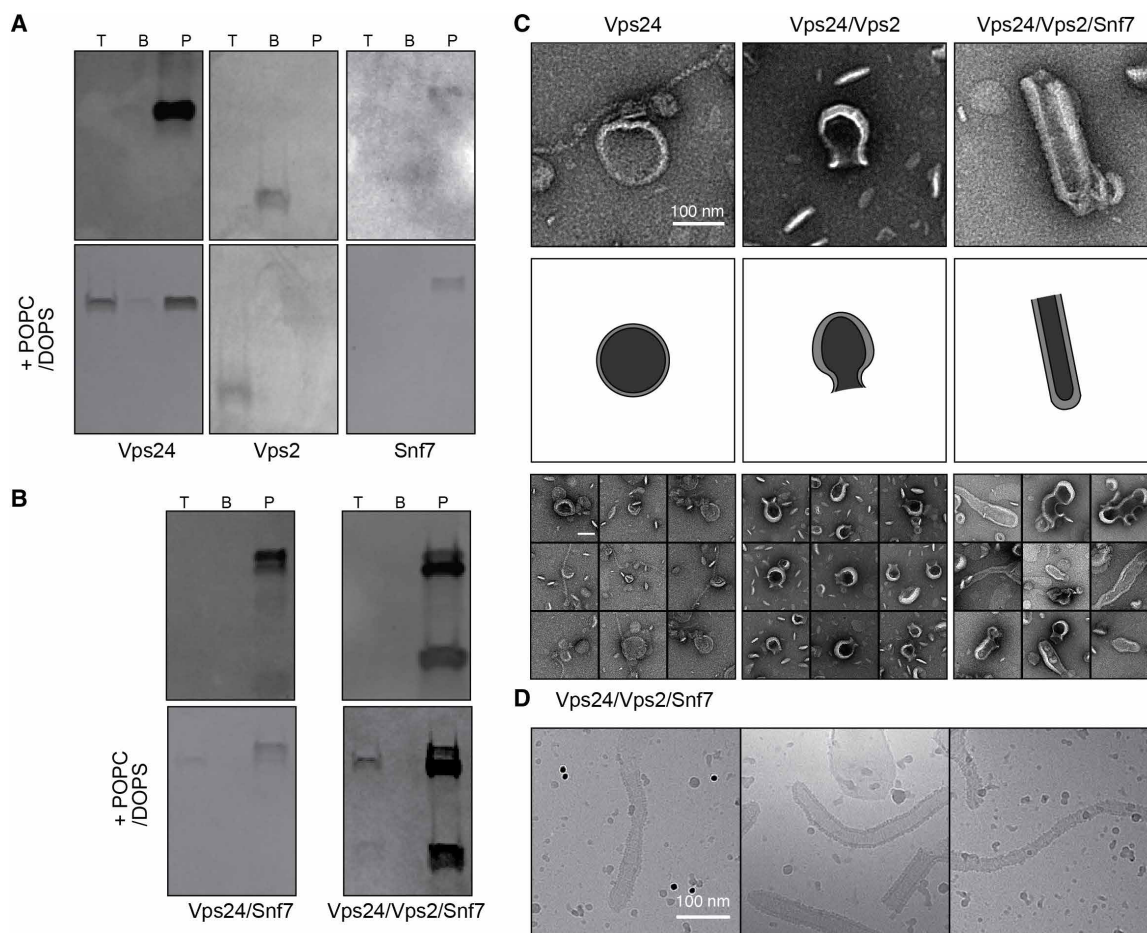 A
T B P
T B P
T B P
+ POPC
/DOPS
Vps24
Vps2
Snf7
B
T B P
T B P
+ POPC
/DOPS
Vps24/Snf7
Vps24/Vps2/Snf7
C
Vps24
Vps24/Vps2
Vps24/Vps2/Snf7
100 nm
D
Vps24/Vps2/Snf7
100 nm